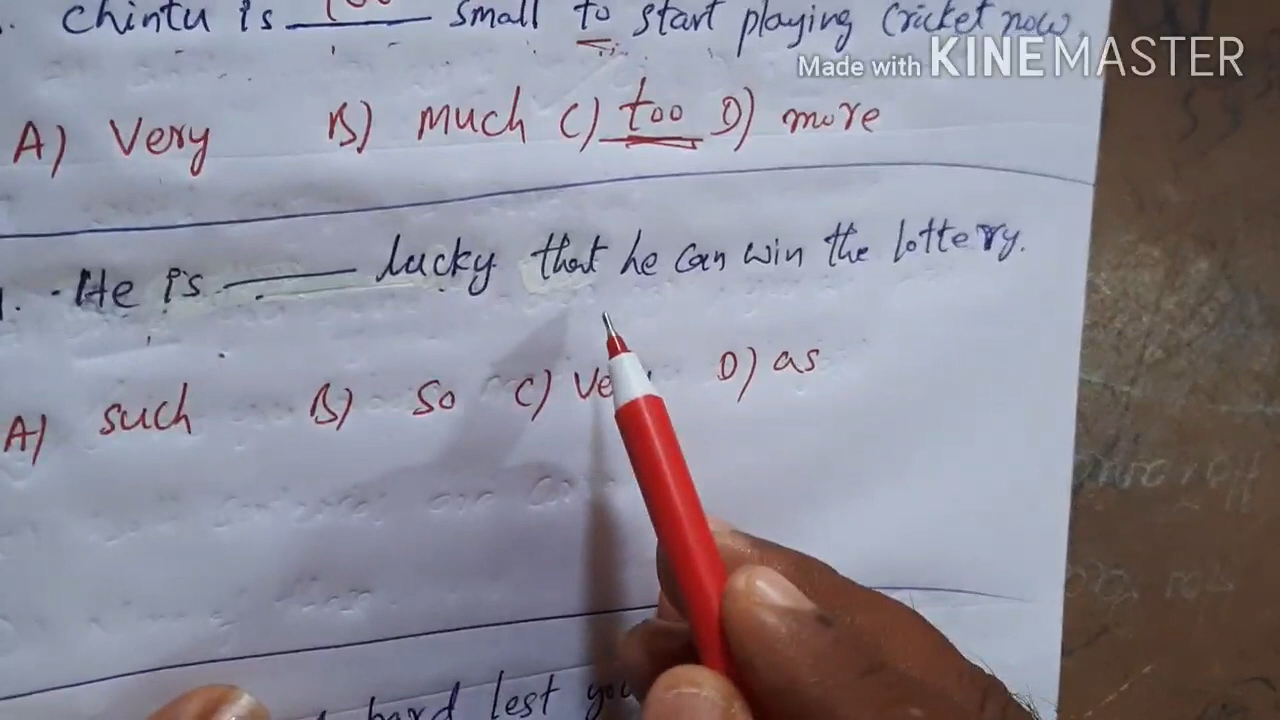 Chintu is too small to start playing cricket now.
Made with KINEMASTER
A) Very B) much C) too D) more
He is ____ lucky that he can win the lottery.
A) such B) so C) Ve D) as
hard lest you